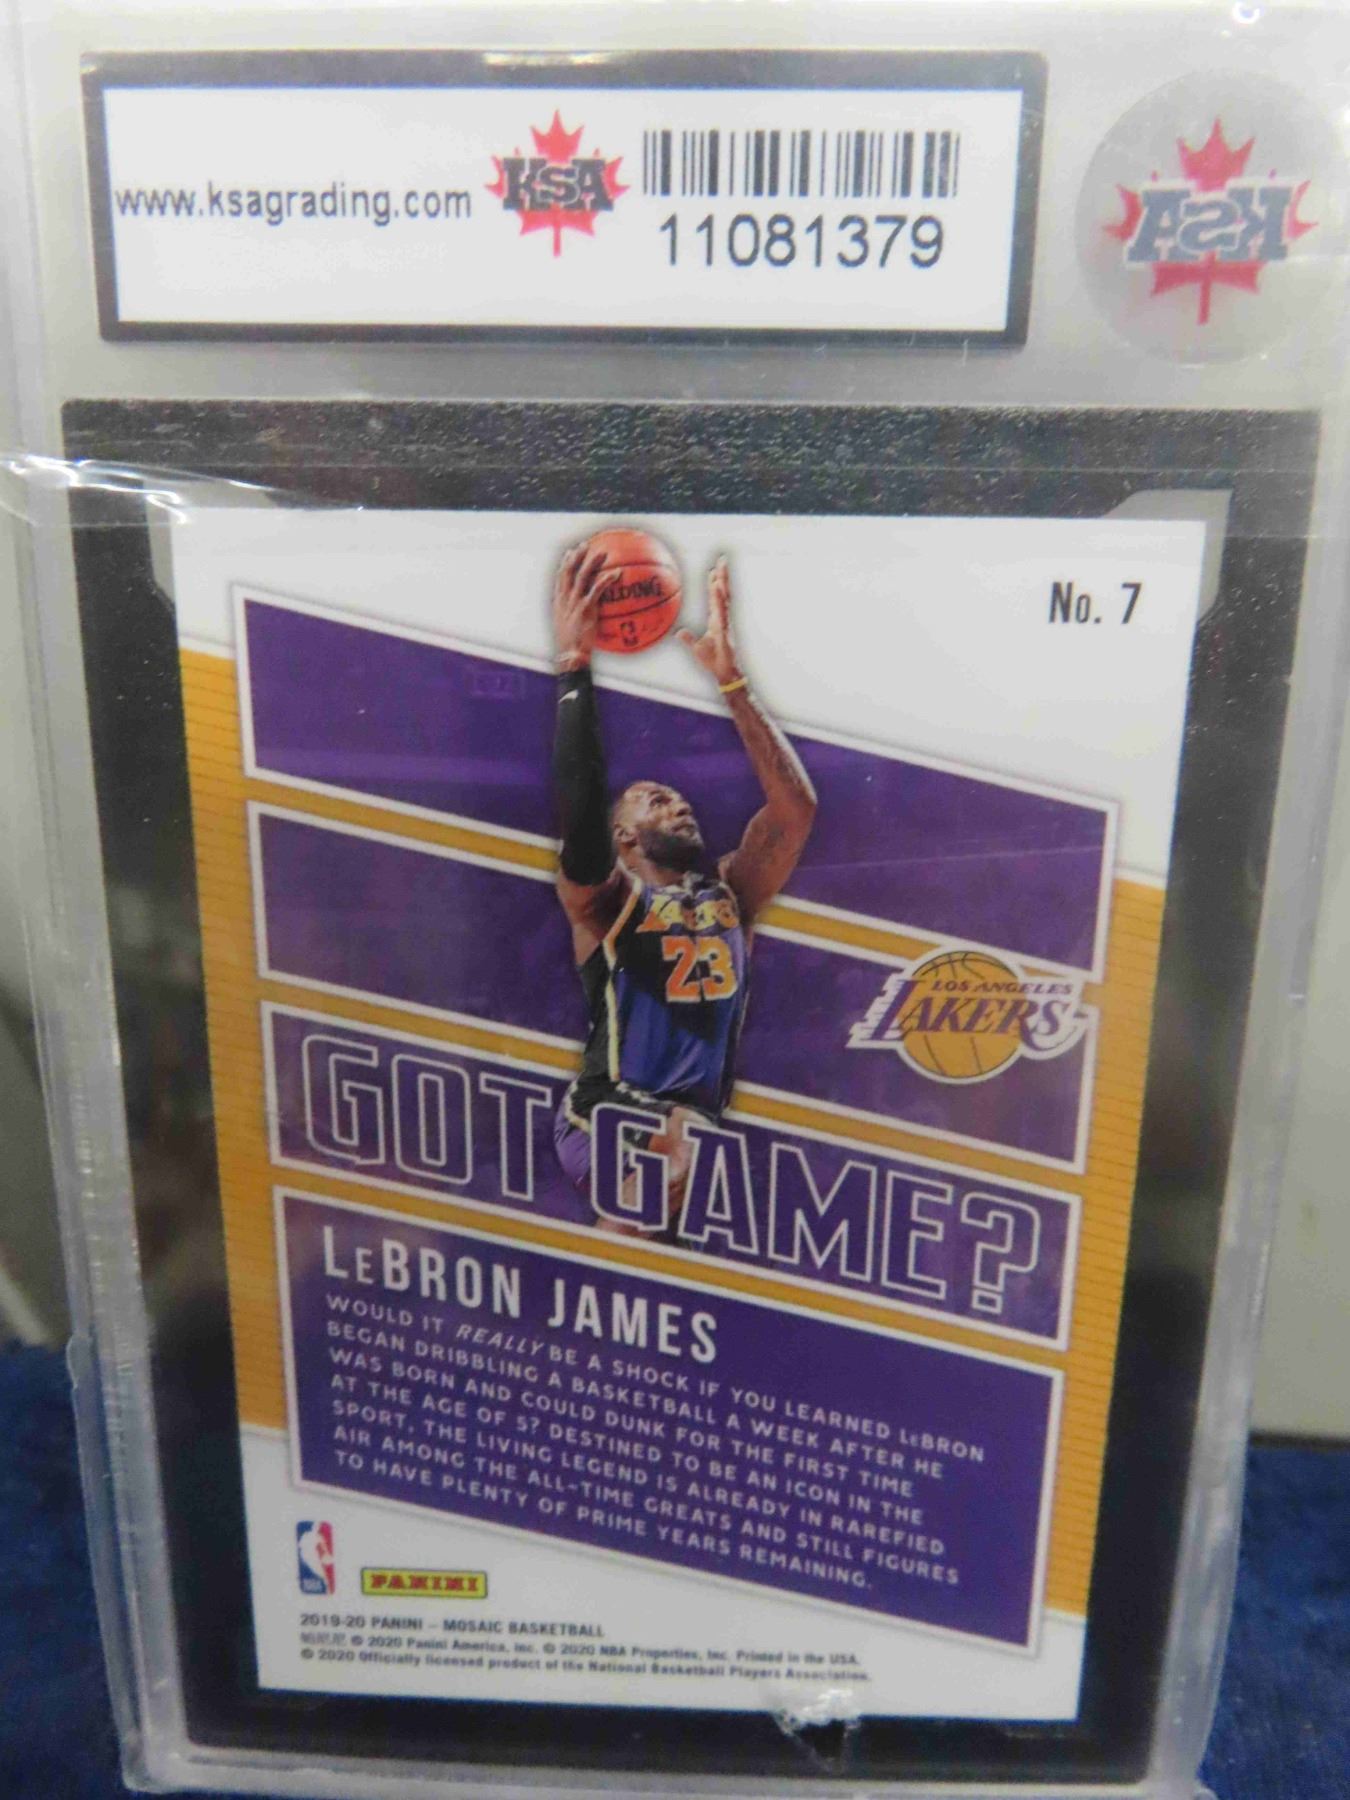 www.ksagrading.com
KSA
11081379
KSA
No. 7
SPALDING
LAKERS
23
LOS ANGELES
LAKERS
GOT GAME?
LEBRON JAMES
WOULD IT REALLY BE A SHOCK IF YOU LEARNED LEBRON
BEGAN DRIBBLING A BASKETBALL A WEEK AFTER HE
WAS BORN AND COULD DUNK FOR THE FIRST TIME
AT THE AGE OF 5? DESTINED TO BE AN ICON IN THE
SPORT, THE LIVING LEGEND IS ALREADY IN RAREFIED
AIR AMONG THE ALL-TIME GREATS AND STILL FIGURES
TO HAVE PLENTY OF PRIME YEARS REMAINING.
NBA
PANINI
2019-20 PANINI – MOSAIC BASKETBALL
© 2020 Panini America, Inc. © 2020 NBA Properties, Inc. Printed in the USA.
© 2020 Officially licensed product of the National Basketball Players Association.